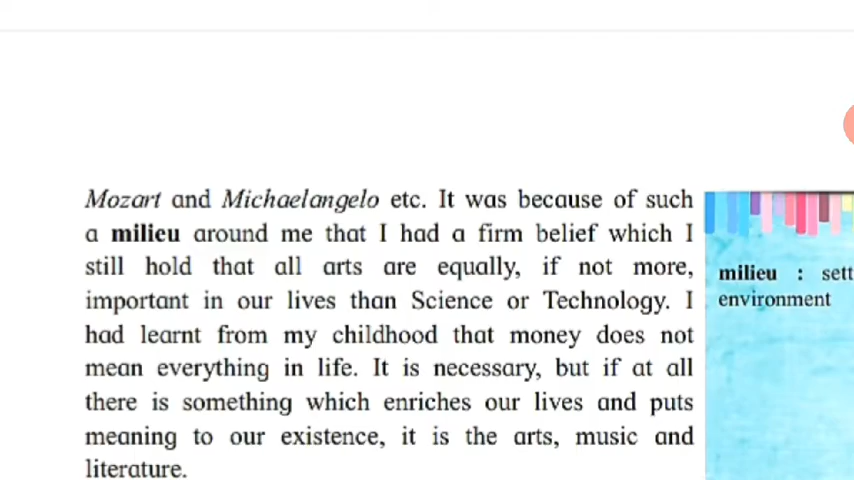 Mozart and Michaelangelo etc. It was because of such
a milieu around me that I had a firm belief which I
still hold that all arts are equally, if not more,
important in our lives than Science or Technology. I
had learnt from my childhood that money does not
mean everything in life. It is necessary, but if at all
there is something which enriches our lives and puts
meaning to our existence, it is the arts, music and
literature.
milieu : sett
environment